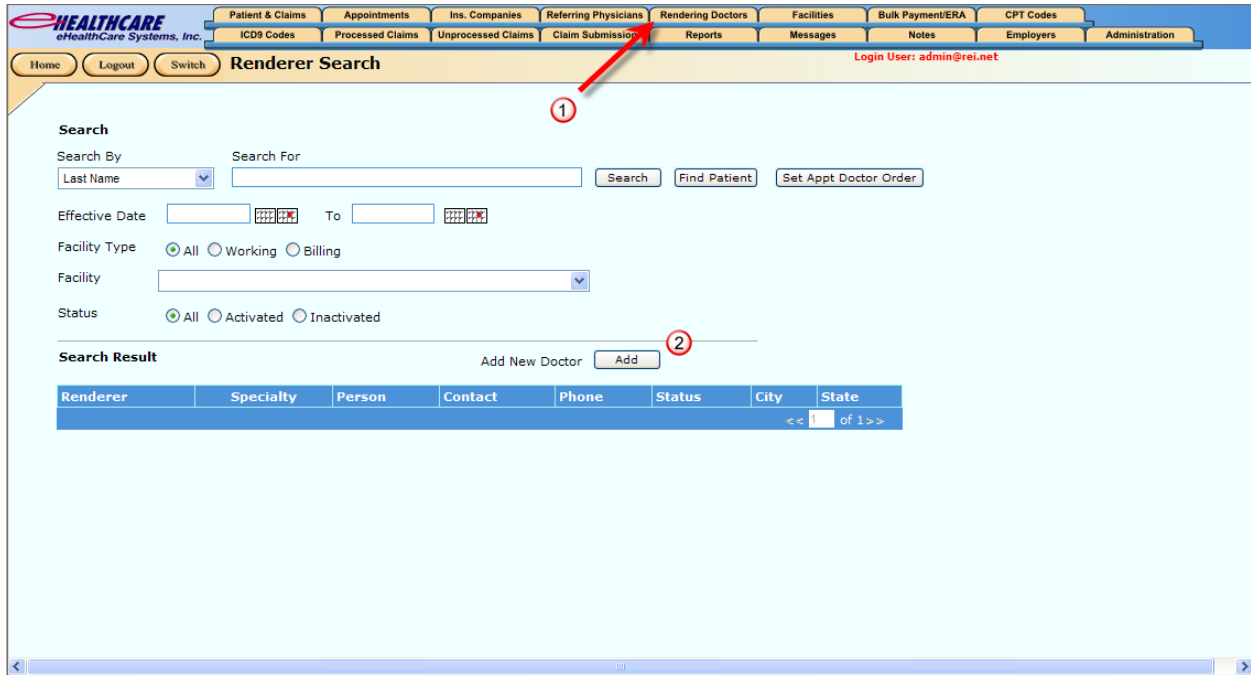 eHEALTHCARE
eHealthCare Systems, Inc.
Patient & Claims Appointments Ins. Companies Referring Physicians Rendering Doctors Facilities Bulk Payment/ERA CPT Codes
ICD9 Codes Processed Claims Unprocessed Claims Claim Submission Reports Messages Notes Employers Administration
Home Logout Switch Renderer Search Login User: admin@rei.net
1
Search
Search By Search For
Last Name Search Find Patient Set Appt Doctor Order
Effective Date To
Facility Type All Working Billing
Facility
Status All Activated Inactivated
2
Search Result Add New Doctor Add
Renderer Specialty Person Contact Phone Status City State
<< 1 of 1>>